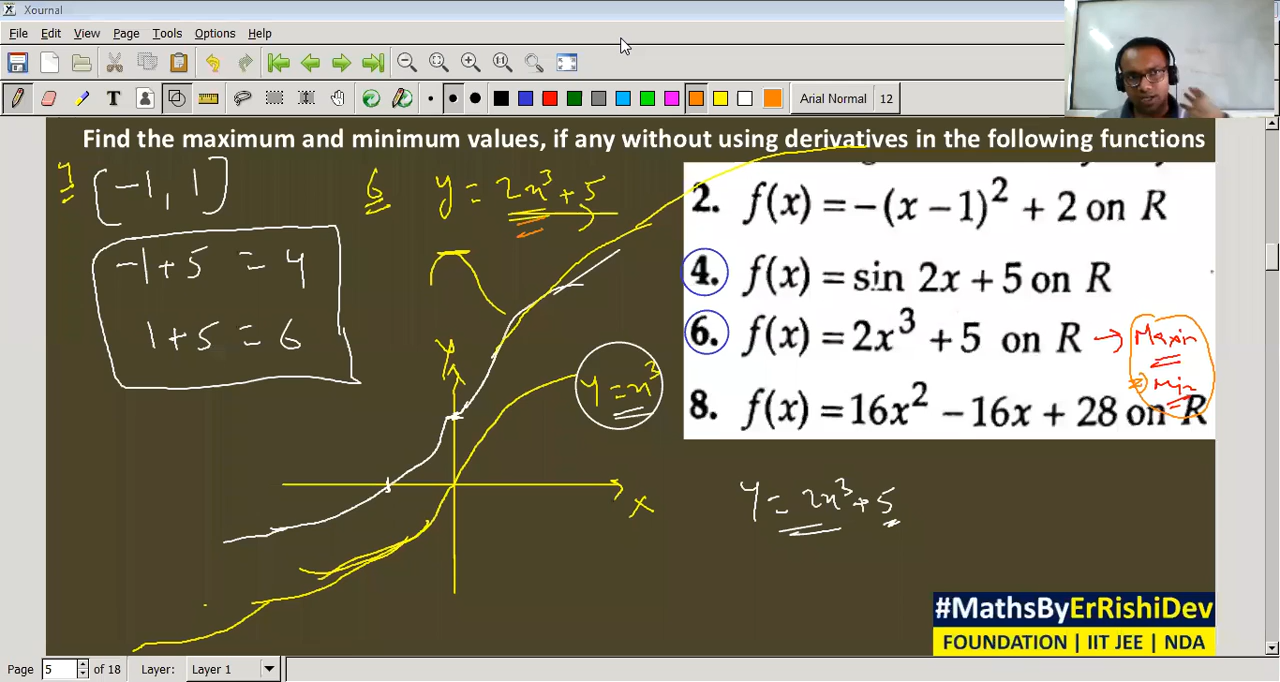 Xournal
File Edit View Page Tools Options Help
Arial Normal 12
Find the maximum and minimum values, if any without using derivatives in the following functions
[-1, 1]
-1+5 = 4
1+5 = 6
6 y = 2x³+5
Y
X
y=x³
2. f(x) = −(x − 1)² + 2 on R
4. f(x) = sin 2x + 5 on R
6. f(x) = 2x³ + 5 on R → Maxim
Min
8. f(x) = 16x² − 16x + 28 on R
y = 2x³+5
#MathsByErRishiDev
FOUNDATION | IIT JEE | NDA
Page 5 of 18 Layer: Layer 1